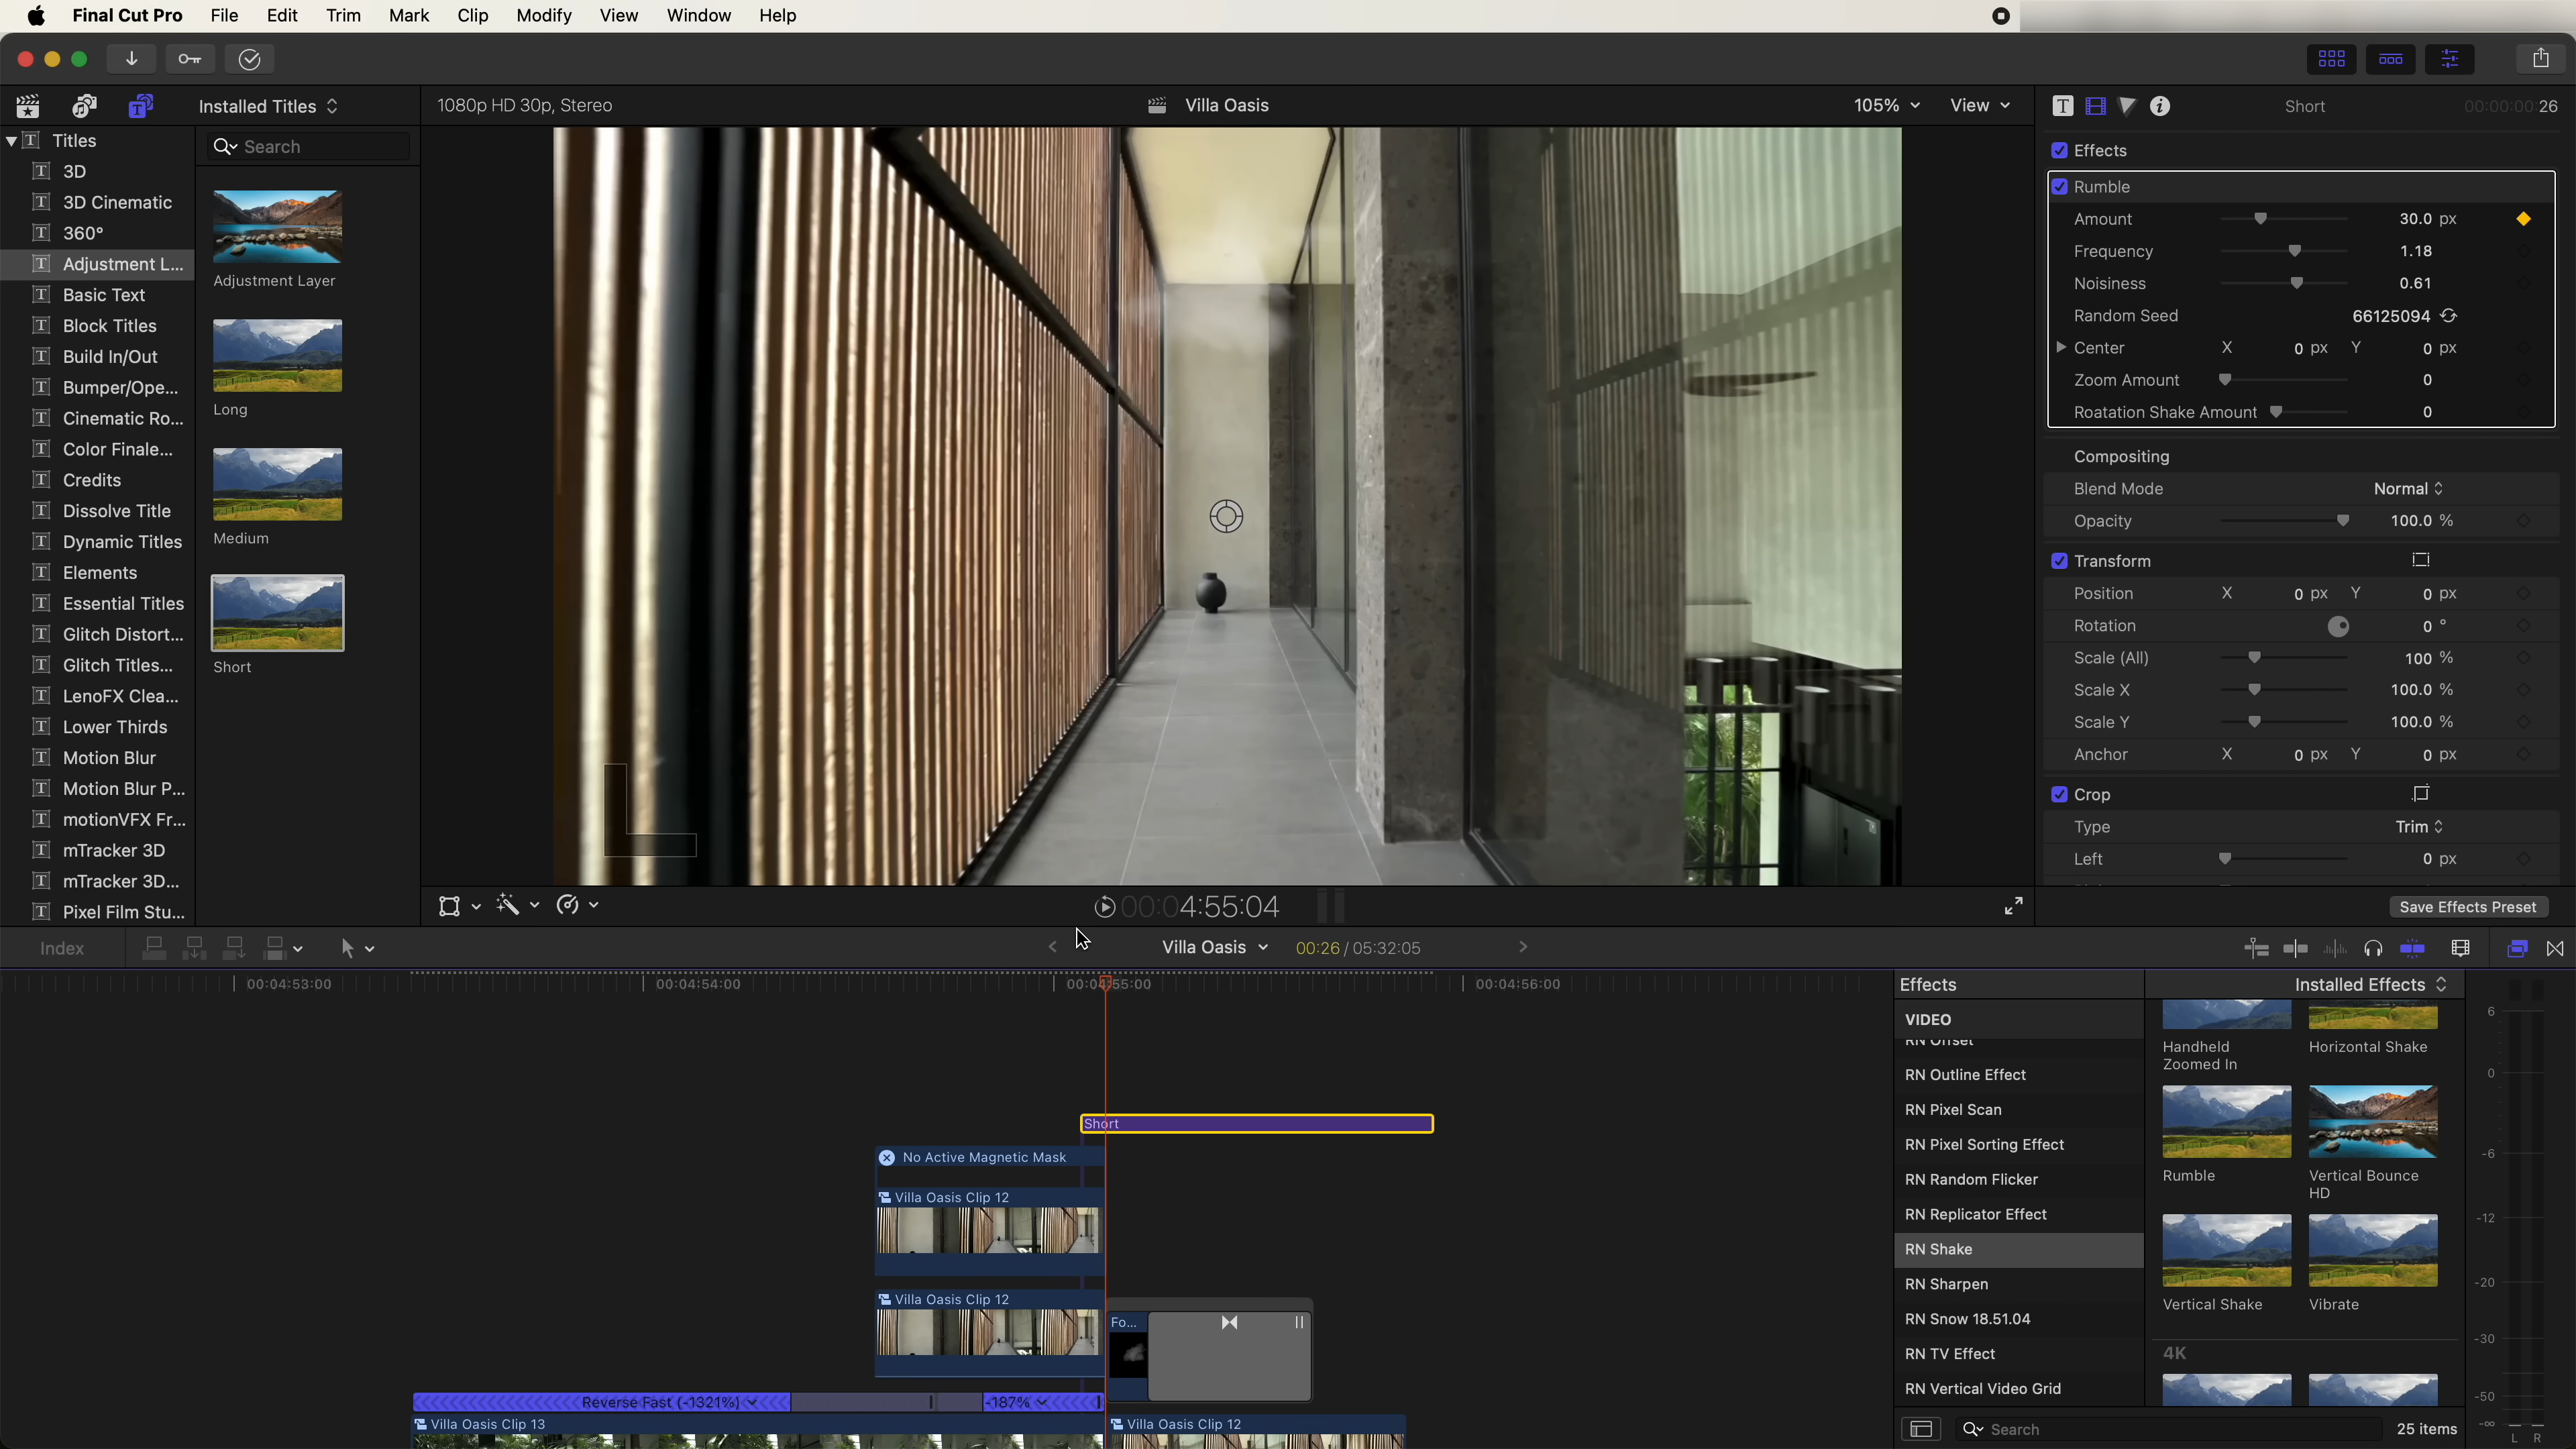 Final Cut Pro File Edit Trim Mark Clip Modify View Window Help
Installed Titles
1080p HD 30p, Stereo
Villa Oasis
105%
View
Short
00:00:00:26
Titles
3D
3D Cinematic
360°
Adjustment L...
Basic Text
Block Titles
Build In/Out
Bumper/Ope...
Cinematic Ro...
Color Finale...
Credits
Dissolve Title
Dynamic Titles
Elements
Essential Titles
Glitch Distort...
Glitch Titles...
LenoFX Clea...
Lower Thirds
Motion Blur
Motion Blur P...
motionVFX Fr...
mTracker 3D
mTracker 3D...
Pixel Film Stu...
Search
Adjustment Layer
Long
Medium
Short
Effects
Rumble
Amount 30.0 px
Frequency 1.18
Noisiness 0.61
Random Seed 66125094
Center X 0 px Y 0 px
Zoom Amount 0
Roatation Shake Amount 0
Compositing
Blend Mode Normal
Opacity 100.0 %
Transform
Position X 0 px Y 0 px
Rotation 0 °
Scale (All) 100 %
Scale X 100.0 %
Scale Y 100.0 %
Anchor X 0 px Y 0 px
Crop
Type Trim
Left 0 px
Save Effects Preset
00:04:55:04
Index
Villa Oasis 00:26 / 05:32:05
00:04:53:00
00:04:54:00
00:04:55:00
00:04:56:00
Short
No Active Magnetic Mask
Villa Oasis Clip 12
Villa Oasis Clip 12
Fo...
Reverse Fast (-1321%)
-187%
Villa Oasis Clip 13
Villa Oasis Clip 12
Effects
Installed Effects
VIDEO
RN Offset
RN Outline Effect
RN Pixel Scan
RN Pixel Sorting Effect
RN Random Flicker
RN Replicator Effect
RN Shake
RN Sharpen
RN Snow 18.51.04
RN TV Effect
RN Vertical Video Grid
Handheld
Zoomed In
Horizontal Shake
Rumble
Vertical Bounce
HD
Vertical Shake
Vibrate
4K
Search
25 items
6
0
-6
-12
-20
-30
-50
-∞
L R